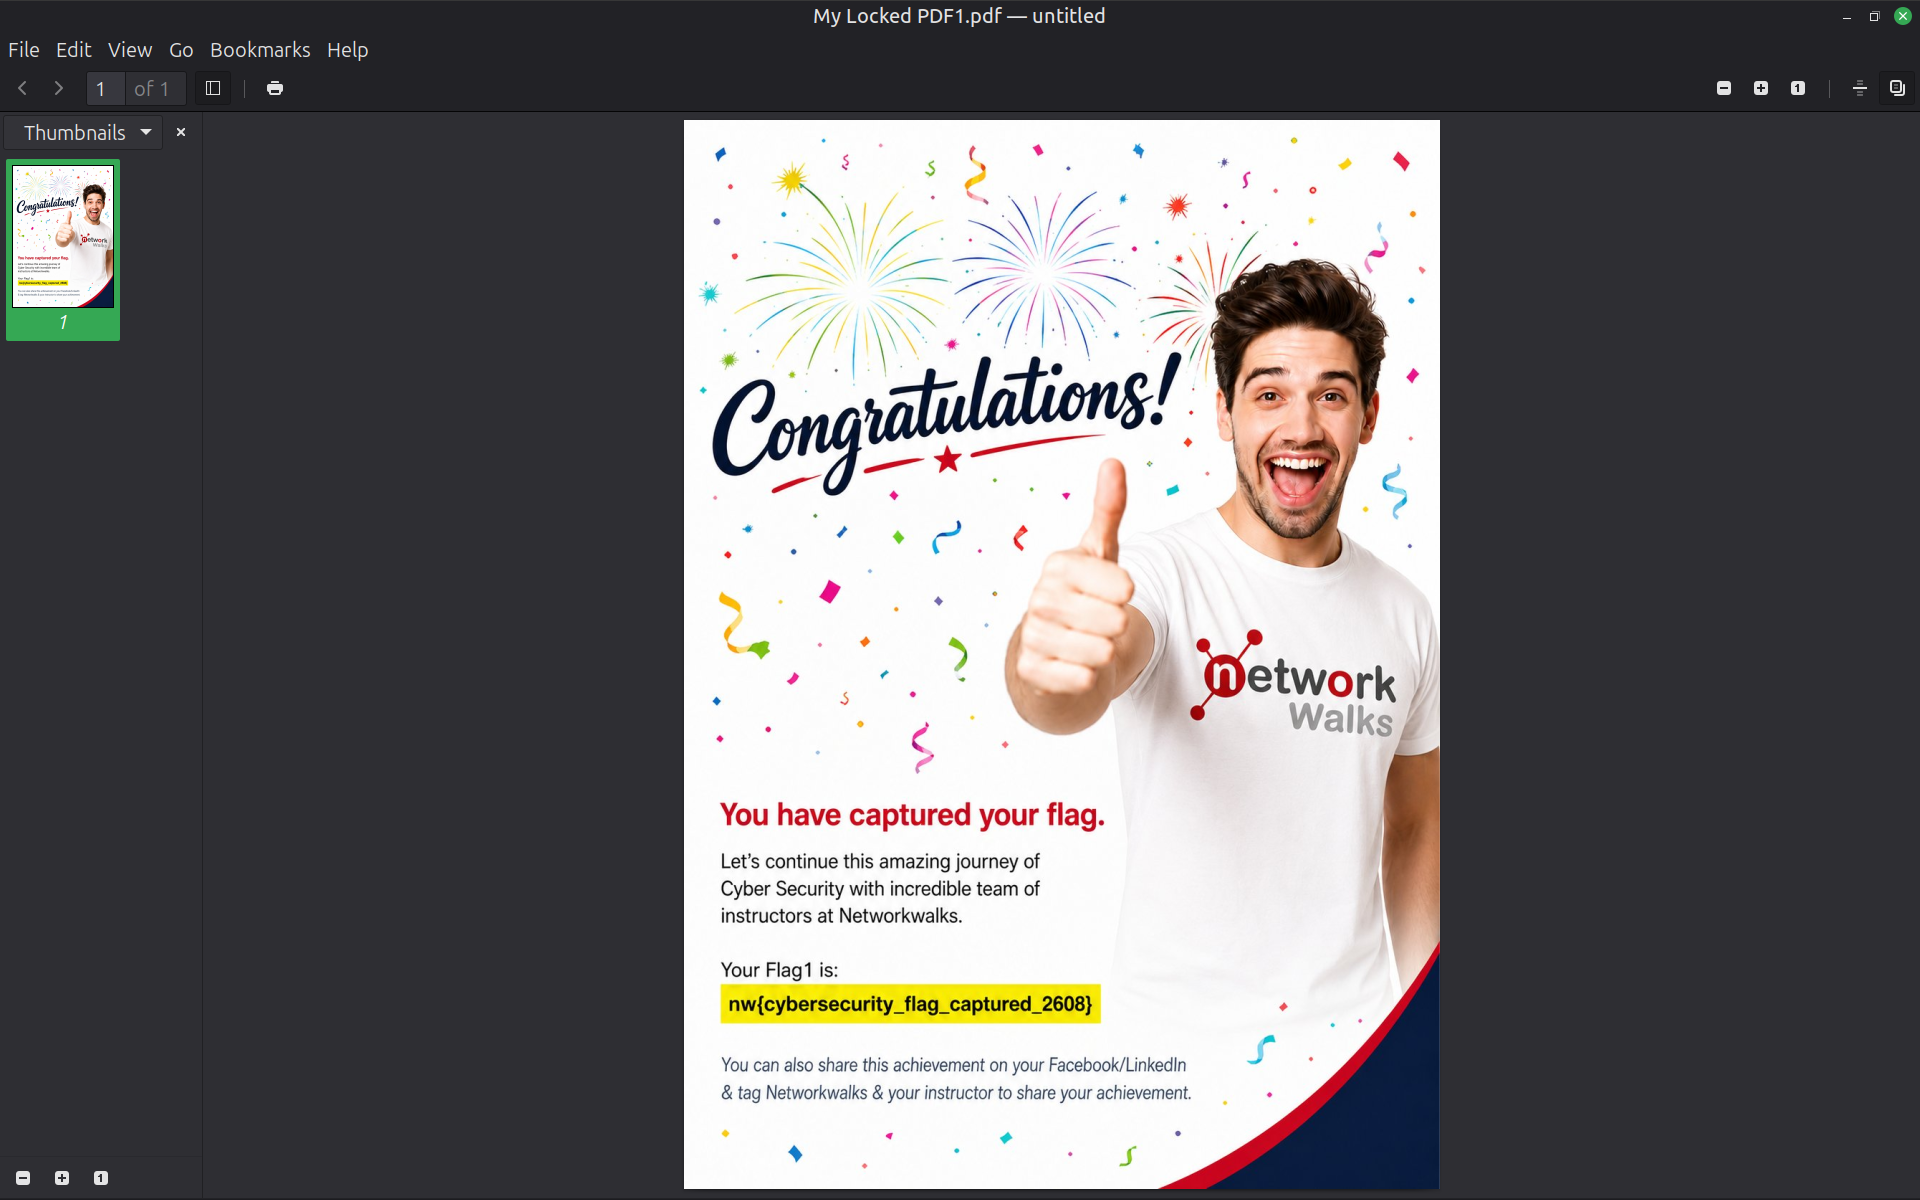 My Locked PDF1.pdf — untitled
File Edit View Go Bookmarks Help
1 of 1
Thumbnails
Congratulations!
network
Walks
You have captured your flag.
Let's continue this amazing journey of
Cyber Security with incredible team of
instructors at Networkwalks.
Your Flag1 is:
nw{cybersecurity_flag_captured_2608}
You can also share this achievement on your Facebook/LinkedIn
& tag Networkwalks & your instructor to share your achievement.
1